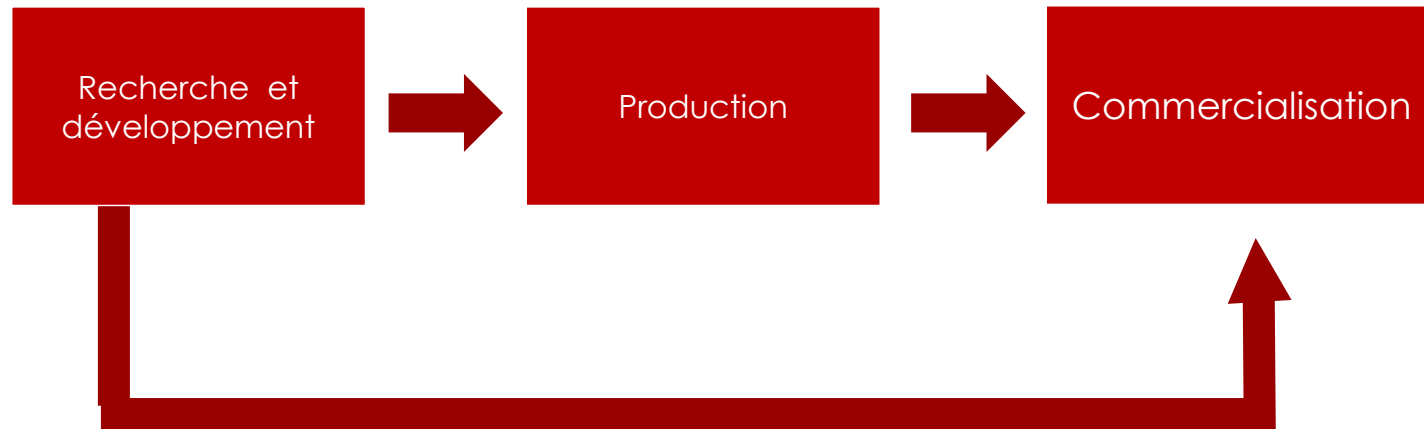 Recherche et
développement
Production
Commercialisation